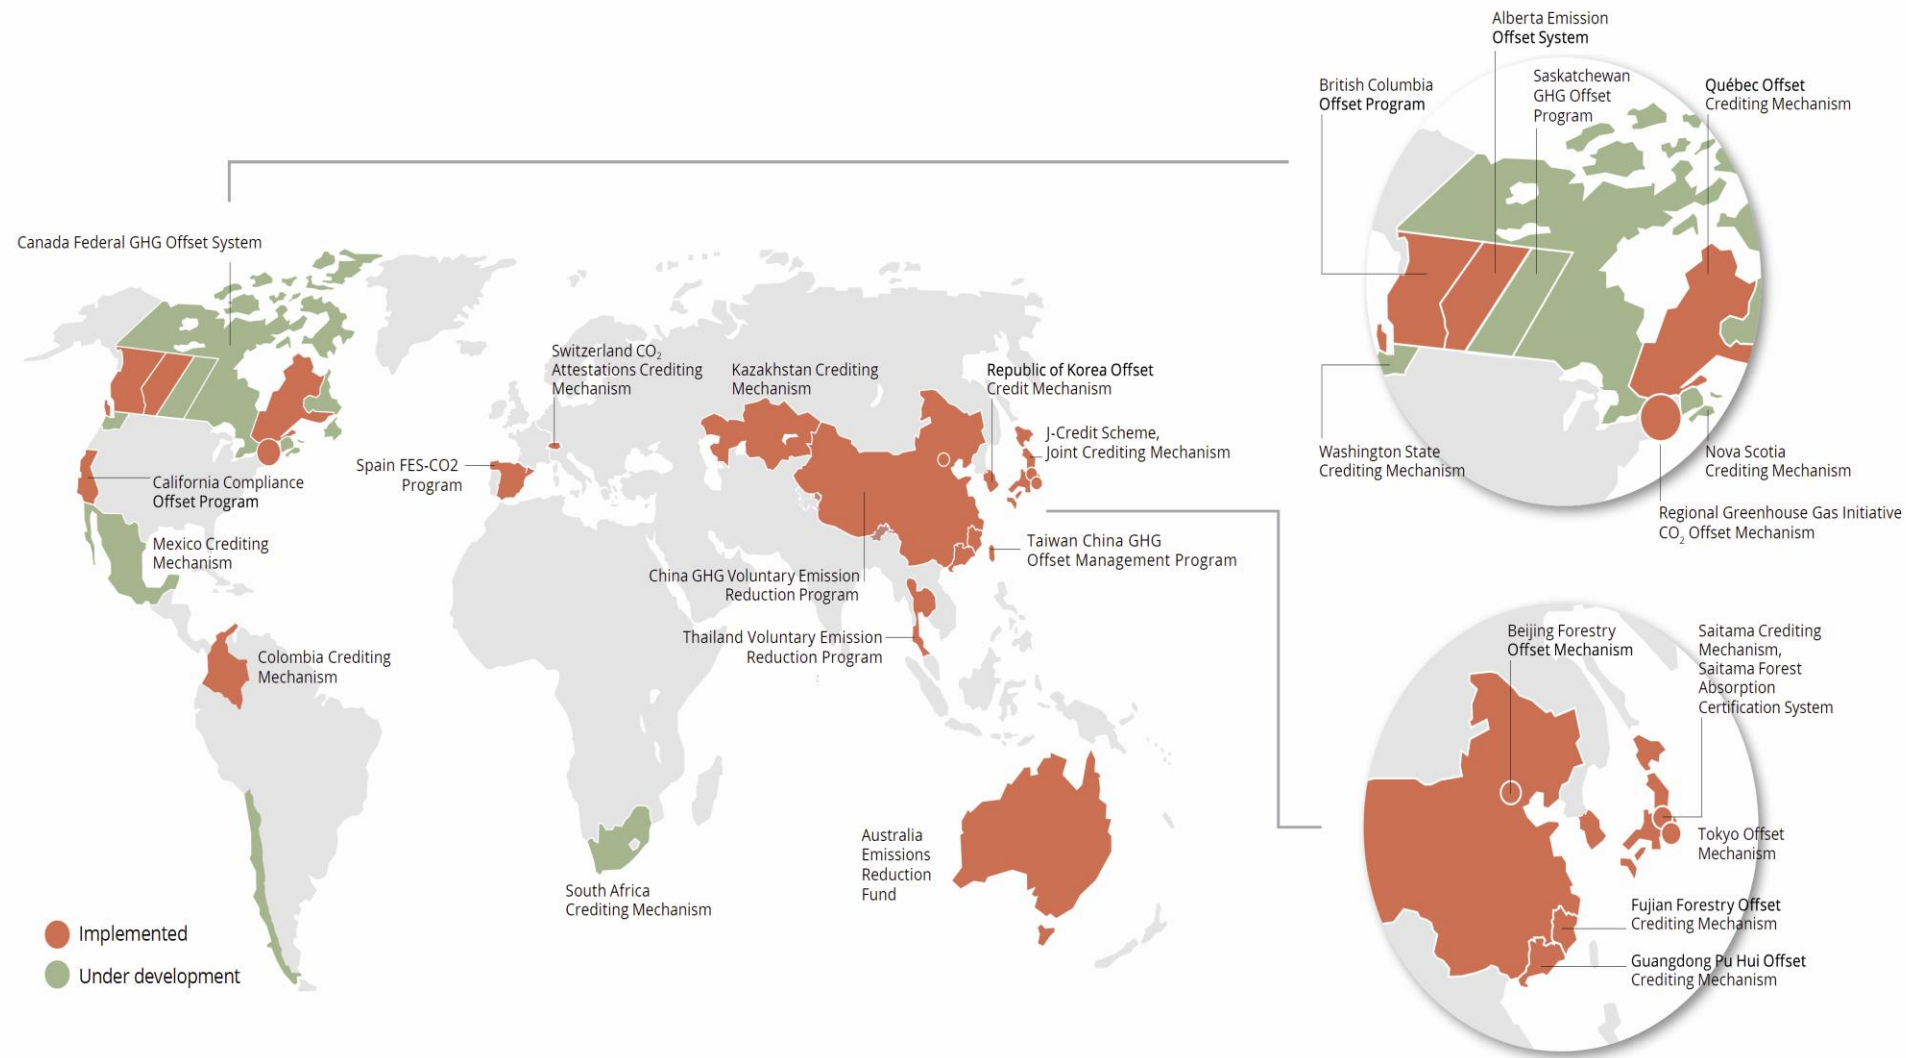 Alberta Emission
Offset System
British Columbia
Offset Program
Saskatchewan
GHG Offset
Program
Québec Offset
Crediting Mechanism
Canada Federal GHG Offset System
Switzerland CO₂
Attestations Crediting
Mechanism
Kazakhstan Crediting
Mechanism
Republic of Korea Offset
Credit Mechanism
J-Credit Scheme,
Joint Crediting Mechanism
Spain FES-CO2
Program
California Compliance
Offset Program
Washington State
Crediting Mechanism
Nova Scotia
Crediting Mechanism
Regional Greenhouse Gas Initiative
CO₂ Offset Mechanism
Mexico Crediting
Mechanism
Taiwan China GHG
Offset Management Program
China GHG Voluntary Emission
Reduction Program
Thailand Voluntary Emission
Reduction Program
Colombia Crediting
Mechanism
Beijing Forestry
Offset Mechanism
Saitama Crediting
Mechanism,
Saitama Forest
Absorption
Certification System
Tokyo Offset
Mechanism
Australia
Emissions
Reduction
Fund
South Africa
Crediting Mechanism
Fujian Forestry Offset
Crediting Mechanism
Guangdong Pu Hui Offset
Crediting Mechanism
Implemented
Under development